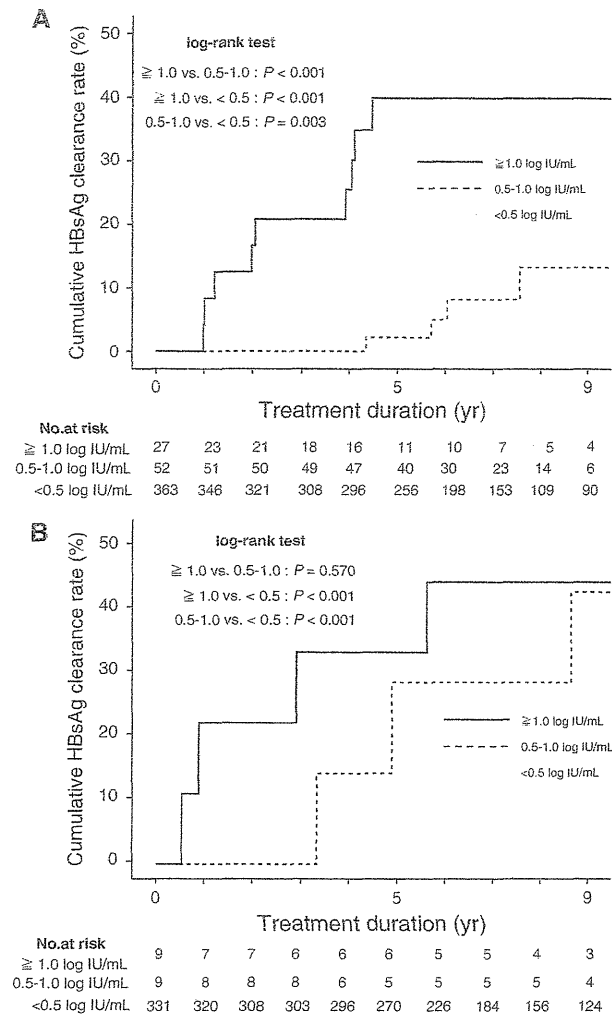 A
Cumulative HBsAg clearance rate (%)
50
40
30
20
10
0
log-rank test
≧ 1.0 vs. 0.5-1.0 : P < 0.001
≧ 1.0 vs. < 0.5 : P < 0.001
0.5-1.0 vs. < 0.5 : P = 0.003
≧1.0 log IU/mL
0.5-1.0 log IU/mL
<0.5 log IU/mL
0 5 9
Treatment duration (yr)
No.at risk
≧ 1.0 log IU/mL 27 23 21 18 16 11 10 7 5 4
0.5-1.0 log IU/mL 52 51 50 49 47 40 30 23 14 6
<0.5 log IU/mL 363 346 321 308 296 256 198 153 109 90
B
Cumulative HBsAg clearance rate (%)
50
40
30
20
10
0
log-rank test
≧ 1.0 vs. 0.5-1.0 : P = 0.570
≧ 1.0 vs. < 0.5 : P < 0.001
0.5-1.0 vs. < 0.5 : P < 0.001
≧1.0 log IU/mL
0.5-1.0 log IU/mL
<0.5 log IU/mL
0 5 9
Treatment duration (yr)
No.at risk
≧ 1.0 log IU/mL 9 7 7 6 6 6 5 5 4 3
0.5-1.0 log IU/mL 9 8 8 8 6 5 5 5 5 4
<0.5 log IU/mL 331 320 308 303 296 270 226 184 156 124